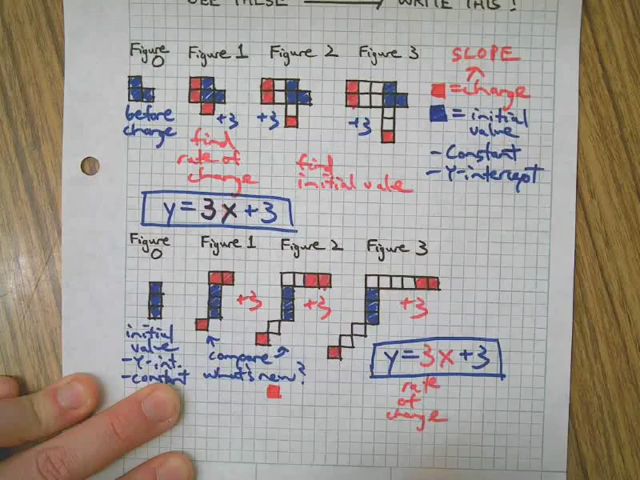 USE THESE → WRITE THIS!
Figure 0
Figure 1
Figure 2
Figure 3
SLOPE
= change
= initial value
- Constant
- Y-intercept
before change
+3
+3
+3
find rate of change
find initial value
y=3x+3
Figure 0
Figure 1
Figure 2
Figure 3
+3
+3
+3
initial value
- Y-int.
- constant
compare
what's new?
y=3x+3
rate of change